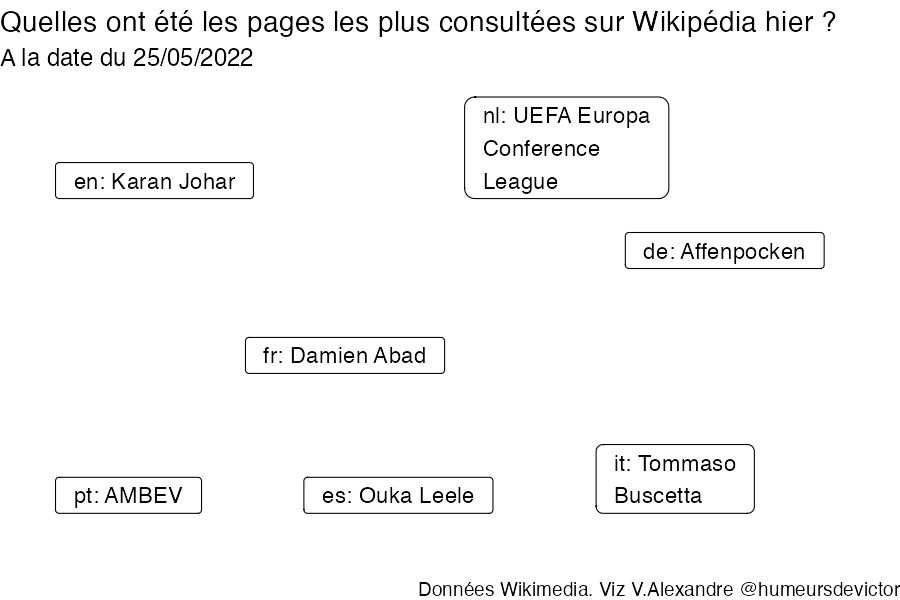 Quelles ont été les pages les plus consultées sur Wikipédia hier ?
A la date du 25/05/2022
nl: UEFA Europa
Conference
League
en: Karan Johar
de: Affenpocken
fr: Damien Abad
it: Tommaso
Buscetta
pt: AMBEV
es: Ouka Leele
Données Wikimedia. Viz V.Alexandre @humeursdevictor